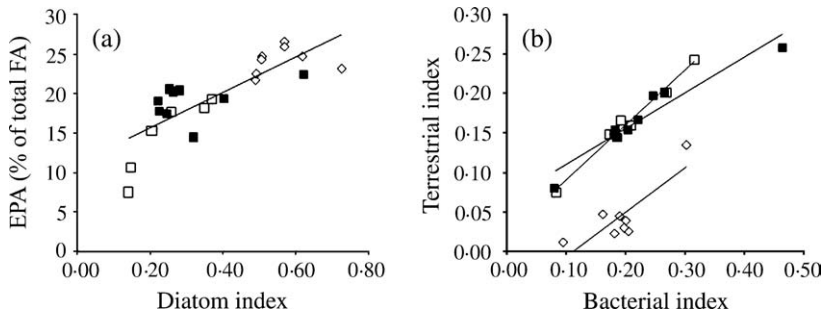 (a)
EPA (% of total FA)
35
30
25
20
15
10
5
0
0·00 0·20 0·40 0·60 0·80
Diatom index
(b)
Terrestrial index
0·30
0·25
0·20
0·15
0·10
0·05
0·00
0·00 0·10 0·20 0·30 0·40 0·50
Bacterial index